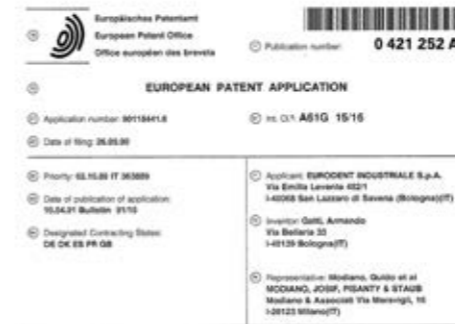 Europäisches Patentamt
European Patent Office
Office européen des brevets
Publication number: 0 421 252 A
EUROPEAN PATENT APPLICATION
Application number:
Int. Cl.5: A61G 15/16
Date of filing:
Priority:
Date of publication of application:
Bulletin 91/15
Designated Contracting States:
DE DK ES FR GB
Applicant: EURODENT INDUSTRIALE S.p.A.
Via Emilia Levante
San Lazzaro di Savena (Bologna)(IT)
Inventor: Gatti, Armando
Via Bellaria
I-40139 Bologna(IT)
Representative: Modiano, Guido et al
MODIANO, JOSIF, PISANTY & STAUB
Modiano & Associati Via Meravigli, 16
I-20123 Milano(IT)